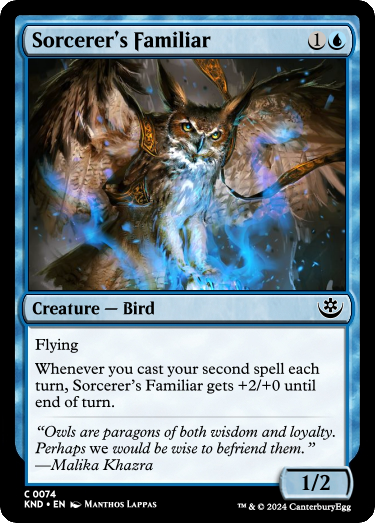 Sorcerer's Familiar 1
Creature — Bird
Flying
Whenever you cast your second spell each
turn, Sorcerer's Familiar gets +2/+0 until
end of turn.
"Owls are paragons of both wisdom and loyalty.
Perhaps we would be wise to befriend them."
—Malika Khazra
1/2
C 0074
KND • EN Manthos Lappas
™ & © 2024 CanterburyEgg